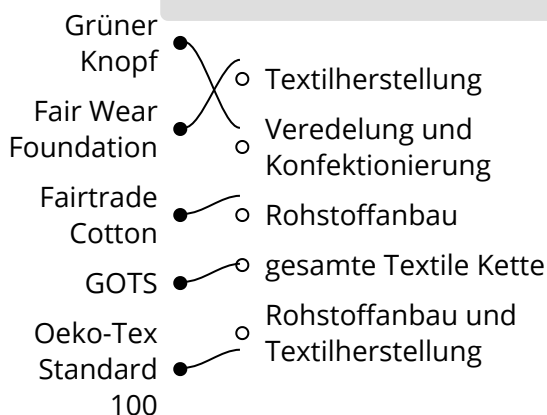 Grüner
Knopf
Fair Wear
Foundation
Fairtrade
Cotton
GOTS
Oeko-Tex
Standard
100
Textilherstellung
Veredelung und
Konfektionierung
Rohstoffanbau
gesamte Textile Kette
Rohstoffanbau und
Textilherstellung